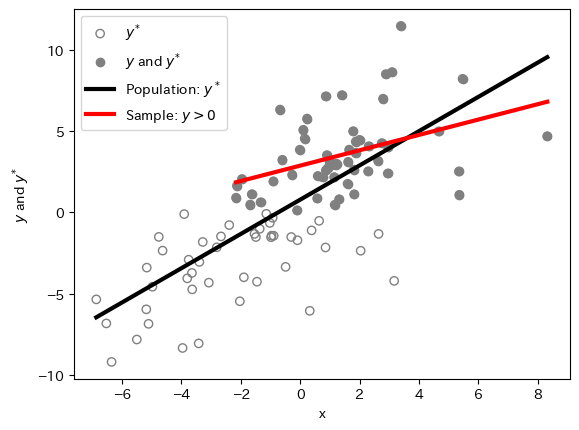 y*
y and y*
Population: y*
Sample: y > 0
y and y*
10
5
0
−5
−10
−6
−4
−2
0
2
4
6
8
x